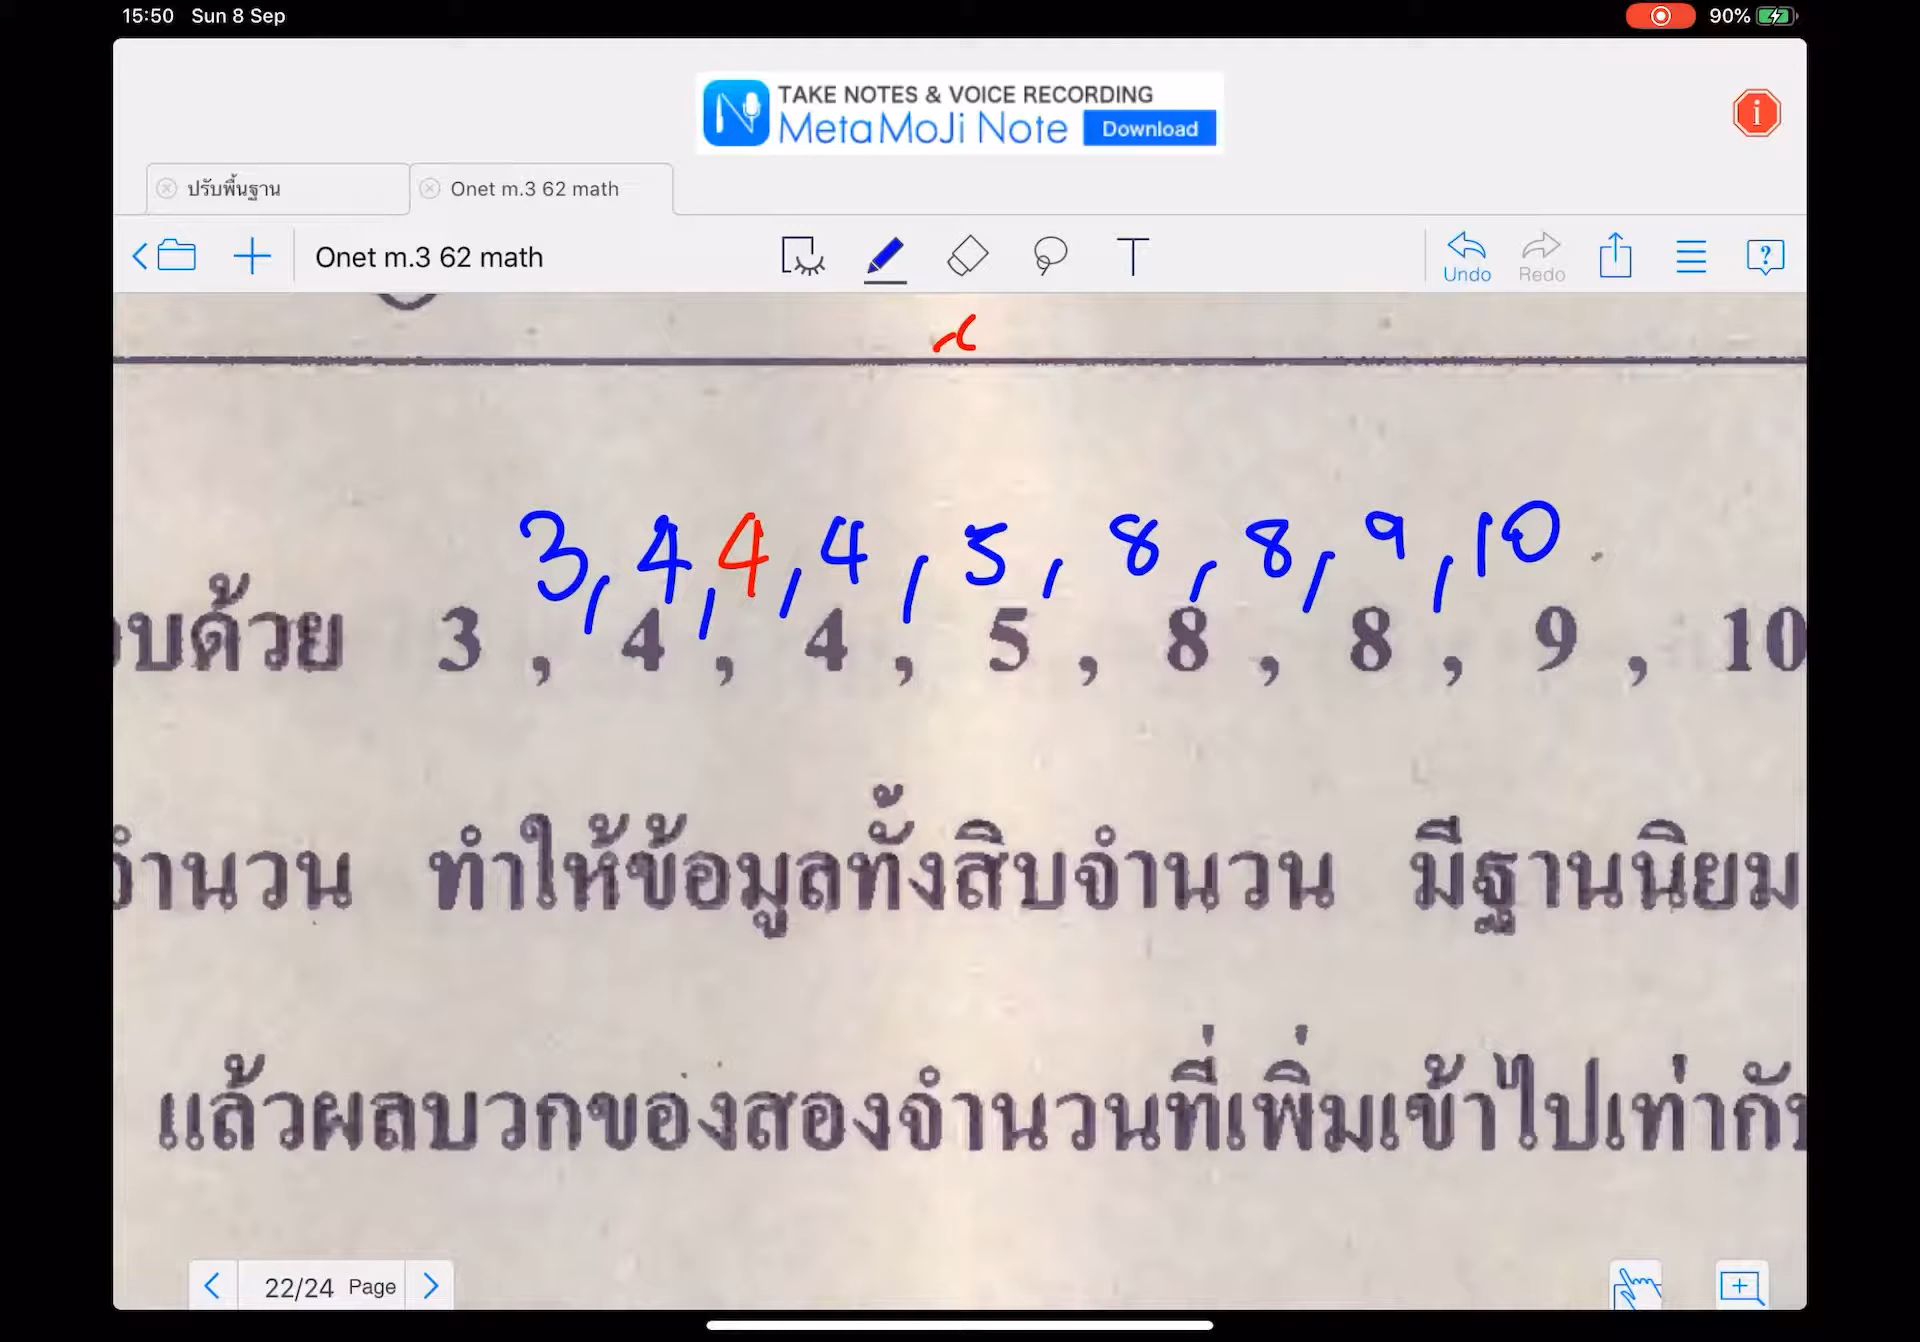 15:50 Sun 8 Sep 90%
TAKE NOTES & VOICE RECORDING
MetaMoJi Note Download
ปรับพื้นฐาน Onet m.3 62 math
Onet m.3 62 math T Undo Redo
3, 4, 4, 4, 5, 8, 8, 9, 10
บด้วย 3 , 4 , 4 , 5 , 8 , 8 , 9 , 10
จำนวน ทำให้ข้อมูลทั้งสิบจำนวน มีฐานนิยม
แล้วผลบวกของสองจำนวนที่เพิ่มเข้าไปเท่ากับ
22/24 Page